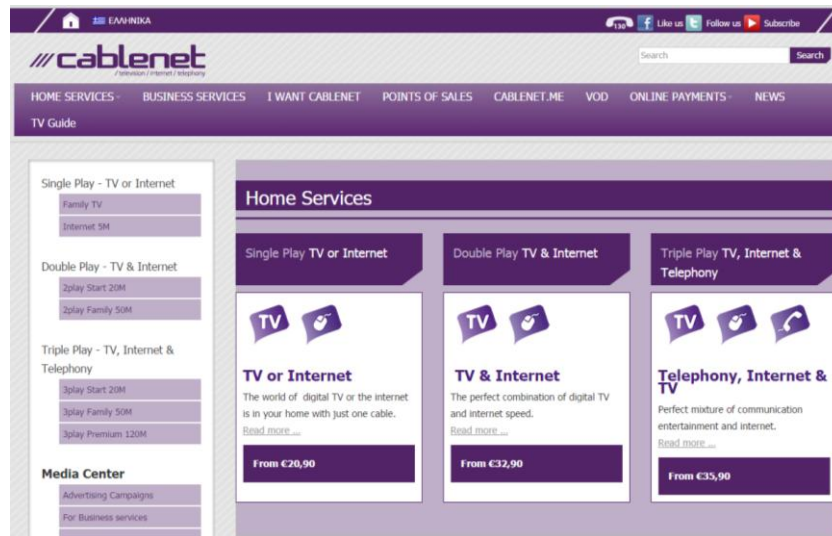 ΕΛΛΗΝΙΚΑ
130
Like us
Follow us
Subscribe
cablenet
/television / internet / telephony
Search
Search
HOME SERVICES
BUSINESS SERVICES
I WANT CABLENET
POINTS OF SALES
CABLENET.ME
VOD
ONLINE PAYMENTS
NEWS
TV Guide
Single Play - TV or Internet
Family TV
Internet 5M
Double Play - TV & Internet
2play Start 20M
2play Family 50M
Triple Play - TV, Internet &
Telephony
3play Start 20M
3play Family 50M
3play Premium 120M
Media Center
Advertising Campaigns
For Business services
Home Services
Single Play TV or Internet
TV
TV or Internet
The world of digital TV or the internet
is in your home with just one cable.
Read more ...
From €20,90
Double Play TV & Internet
TV
TV & Internet
The perfect combination of digital TV
and internet speed.
Read more ...
From €32,90
Triple Play TV, Internet &
Telephony
TV
Telephony, Internet &
TV
Perfect mixture of communication
entertainment and internet.
Read more ...
From €35,90